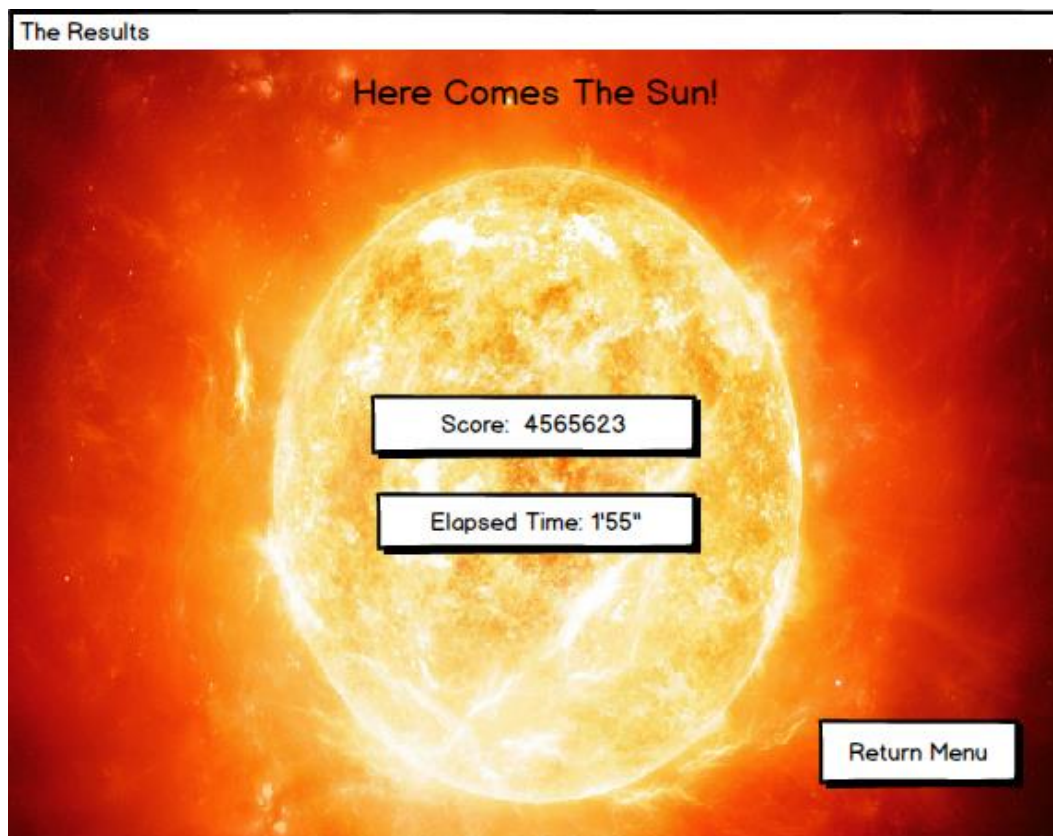 The Results
Here Comes The Sun!
Score: 4565623
Elapsed Time: 1'55"
Return Menu